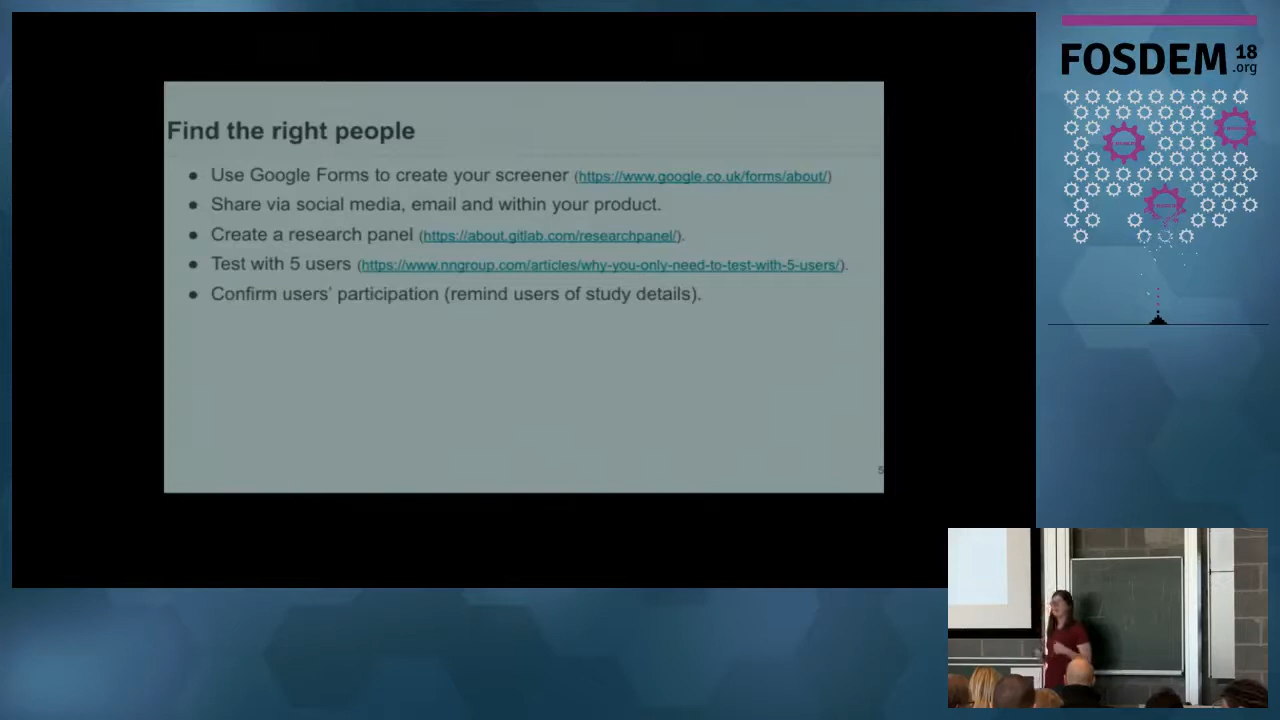 FOSDEM 18
.org
Find the right people
● Use Google Forms to create your screener (https://www.google.co.uk/forms/about/)
● Share via social media, email and within your product.
● Create a research panel (https://about.gitlab.com/researchpanel/).
● Test with 5 users (https://www.nngroup.com/articles/why-you-only-need-to-test-with-5-users/).
● Confirm users' participation (remind users of study details).
5